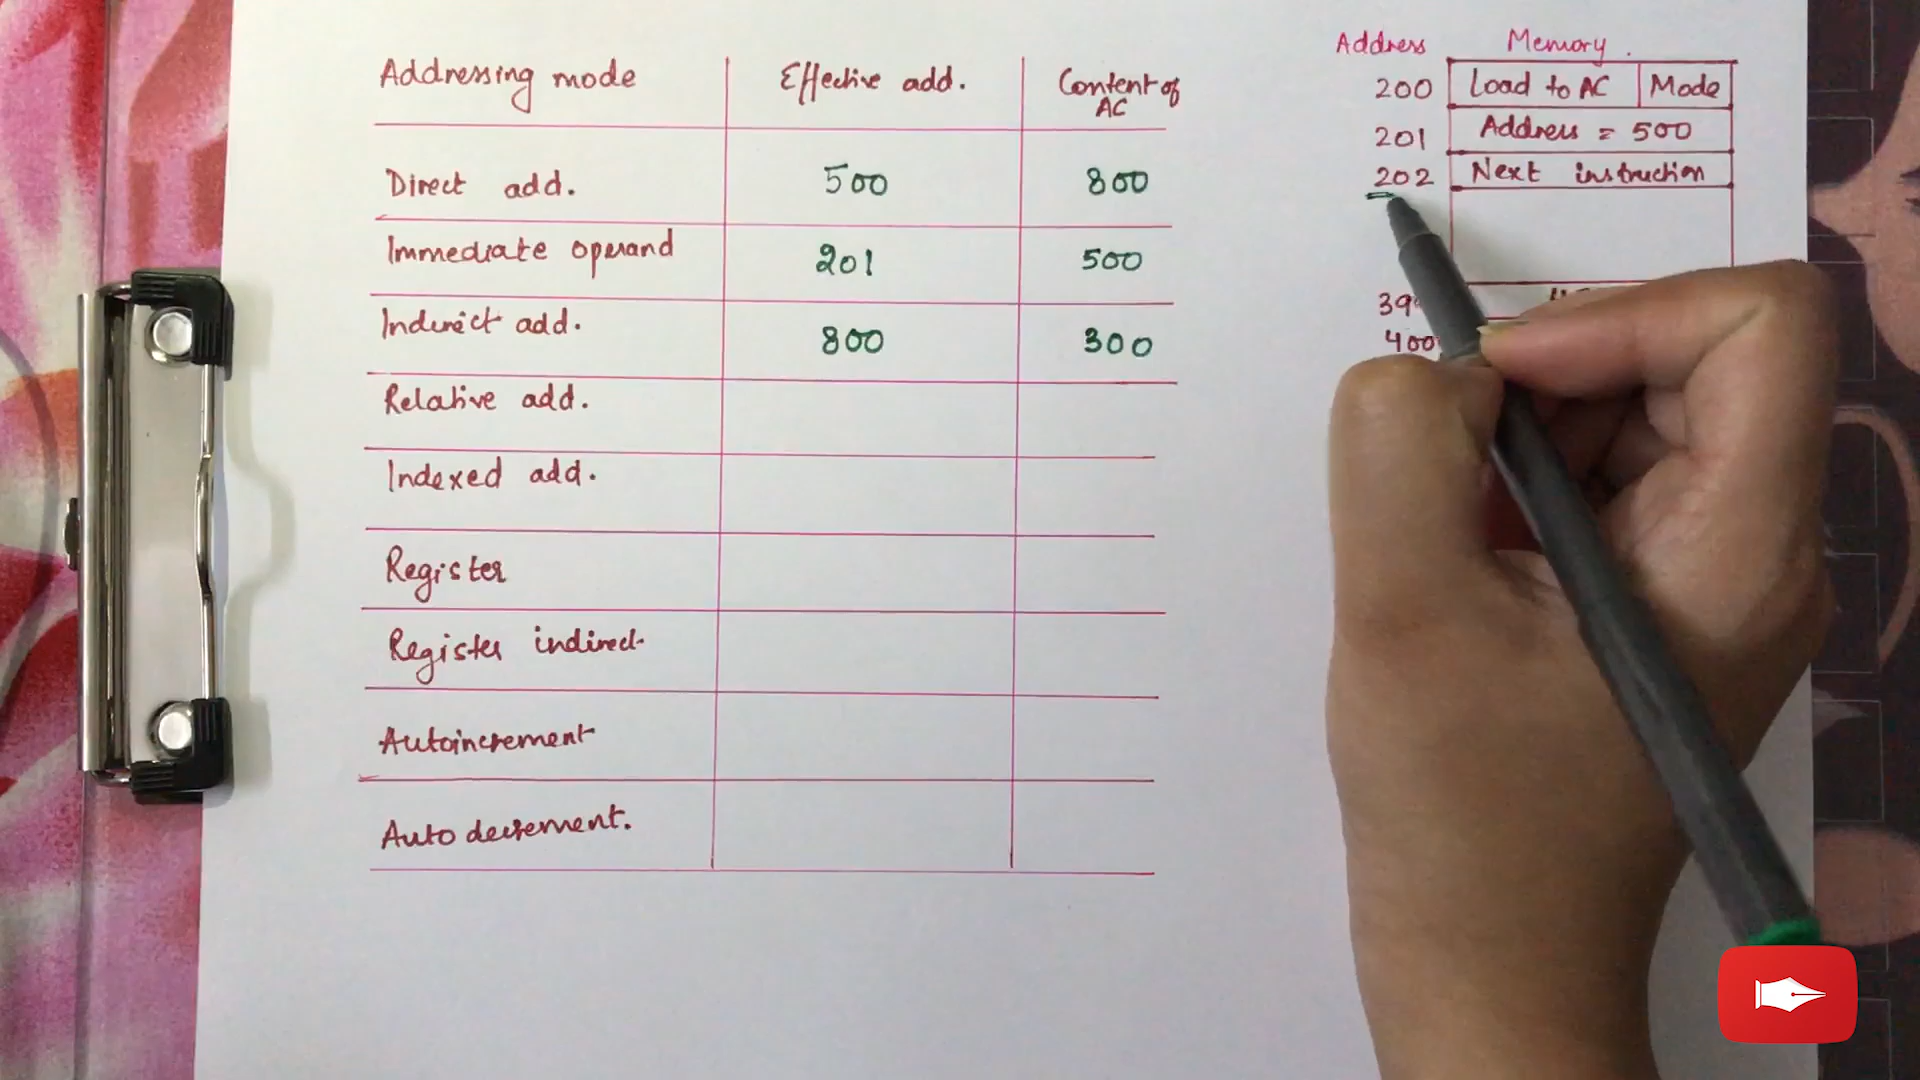 Addressing mode Effective add. Content of AC
Direct add. 500 800
Immediate operand 201 500
Indirect add. 800 300
Relative add.
Indexed add.
Register
Register indirect
Autoincrement
Auto decrement.
Address Memory.
200 Load to AC Mode
201 Address = 500
202 Next instruction
400